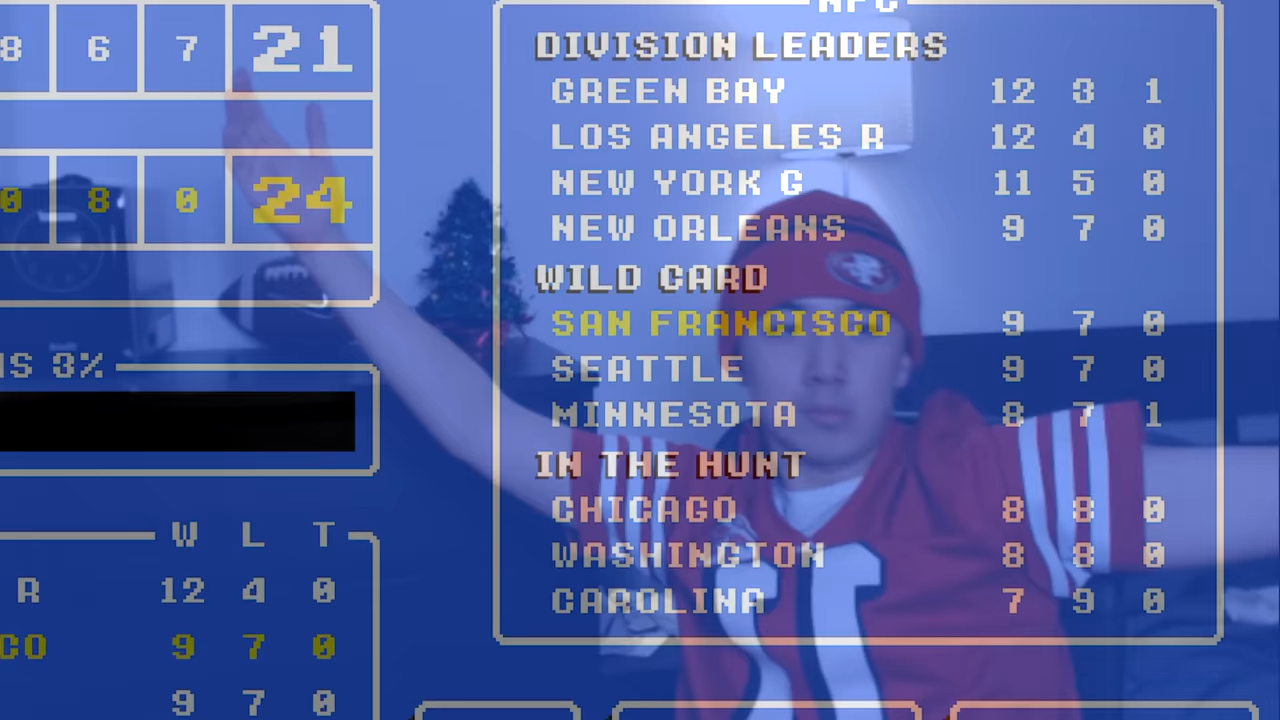 8 6 7 21
0 8 0 24
NS 3%
W L T
R 12 4 0
CO 9 7 0
9 7 0
NFC
DIVISION LEADERS
GREEN BAY 12 3 1
LOS ANGELES R 12 4 0
NEW YORK G 11 5 0
NEW ORLEANS 9 7 0
WILD CARD
SAN FRANCISCO 9 7 0
SEATTLE 9 7 0
MINNESOTA 8 7 1
IN THE HUNT
CHICAGO 8 8 0
WASHINGTON 8 8 0
CAROLINA 7 9 0